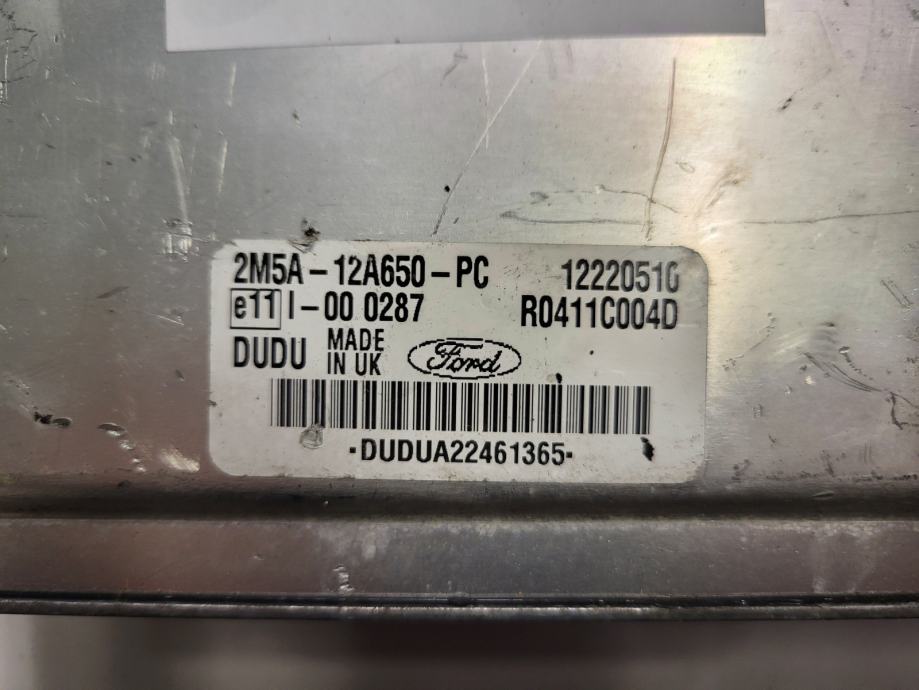 2M5A-12A650-PC 12220510
e11 I-00 0287 R0411C004D
DUDU MADE IN UK Ford
-DUDUA22461365-